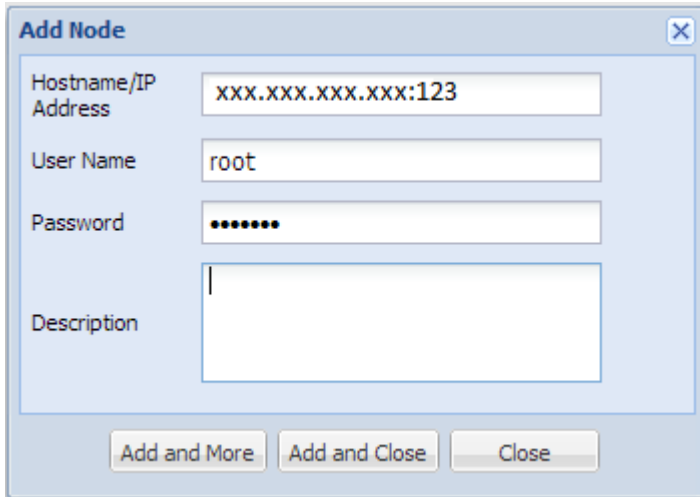 Add Node
Hostname/IP
Address
xxx.xxx.xxx.xxx:123
User Name
root
Password
•••••••
Description
Add and More
Add and Close
Close